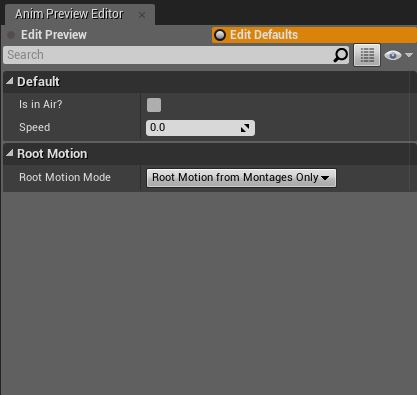 Anim Preview Editor
Edit Preview Edit Defaults
Search
Default
Is in Air?
Speed 0.0
Root Motion
Root Motion Mode Root Motion from Montages Only